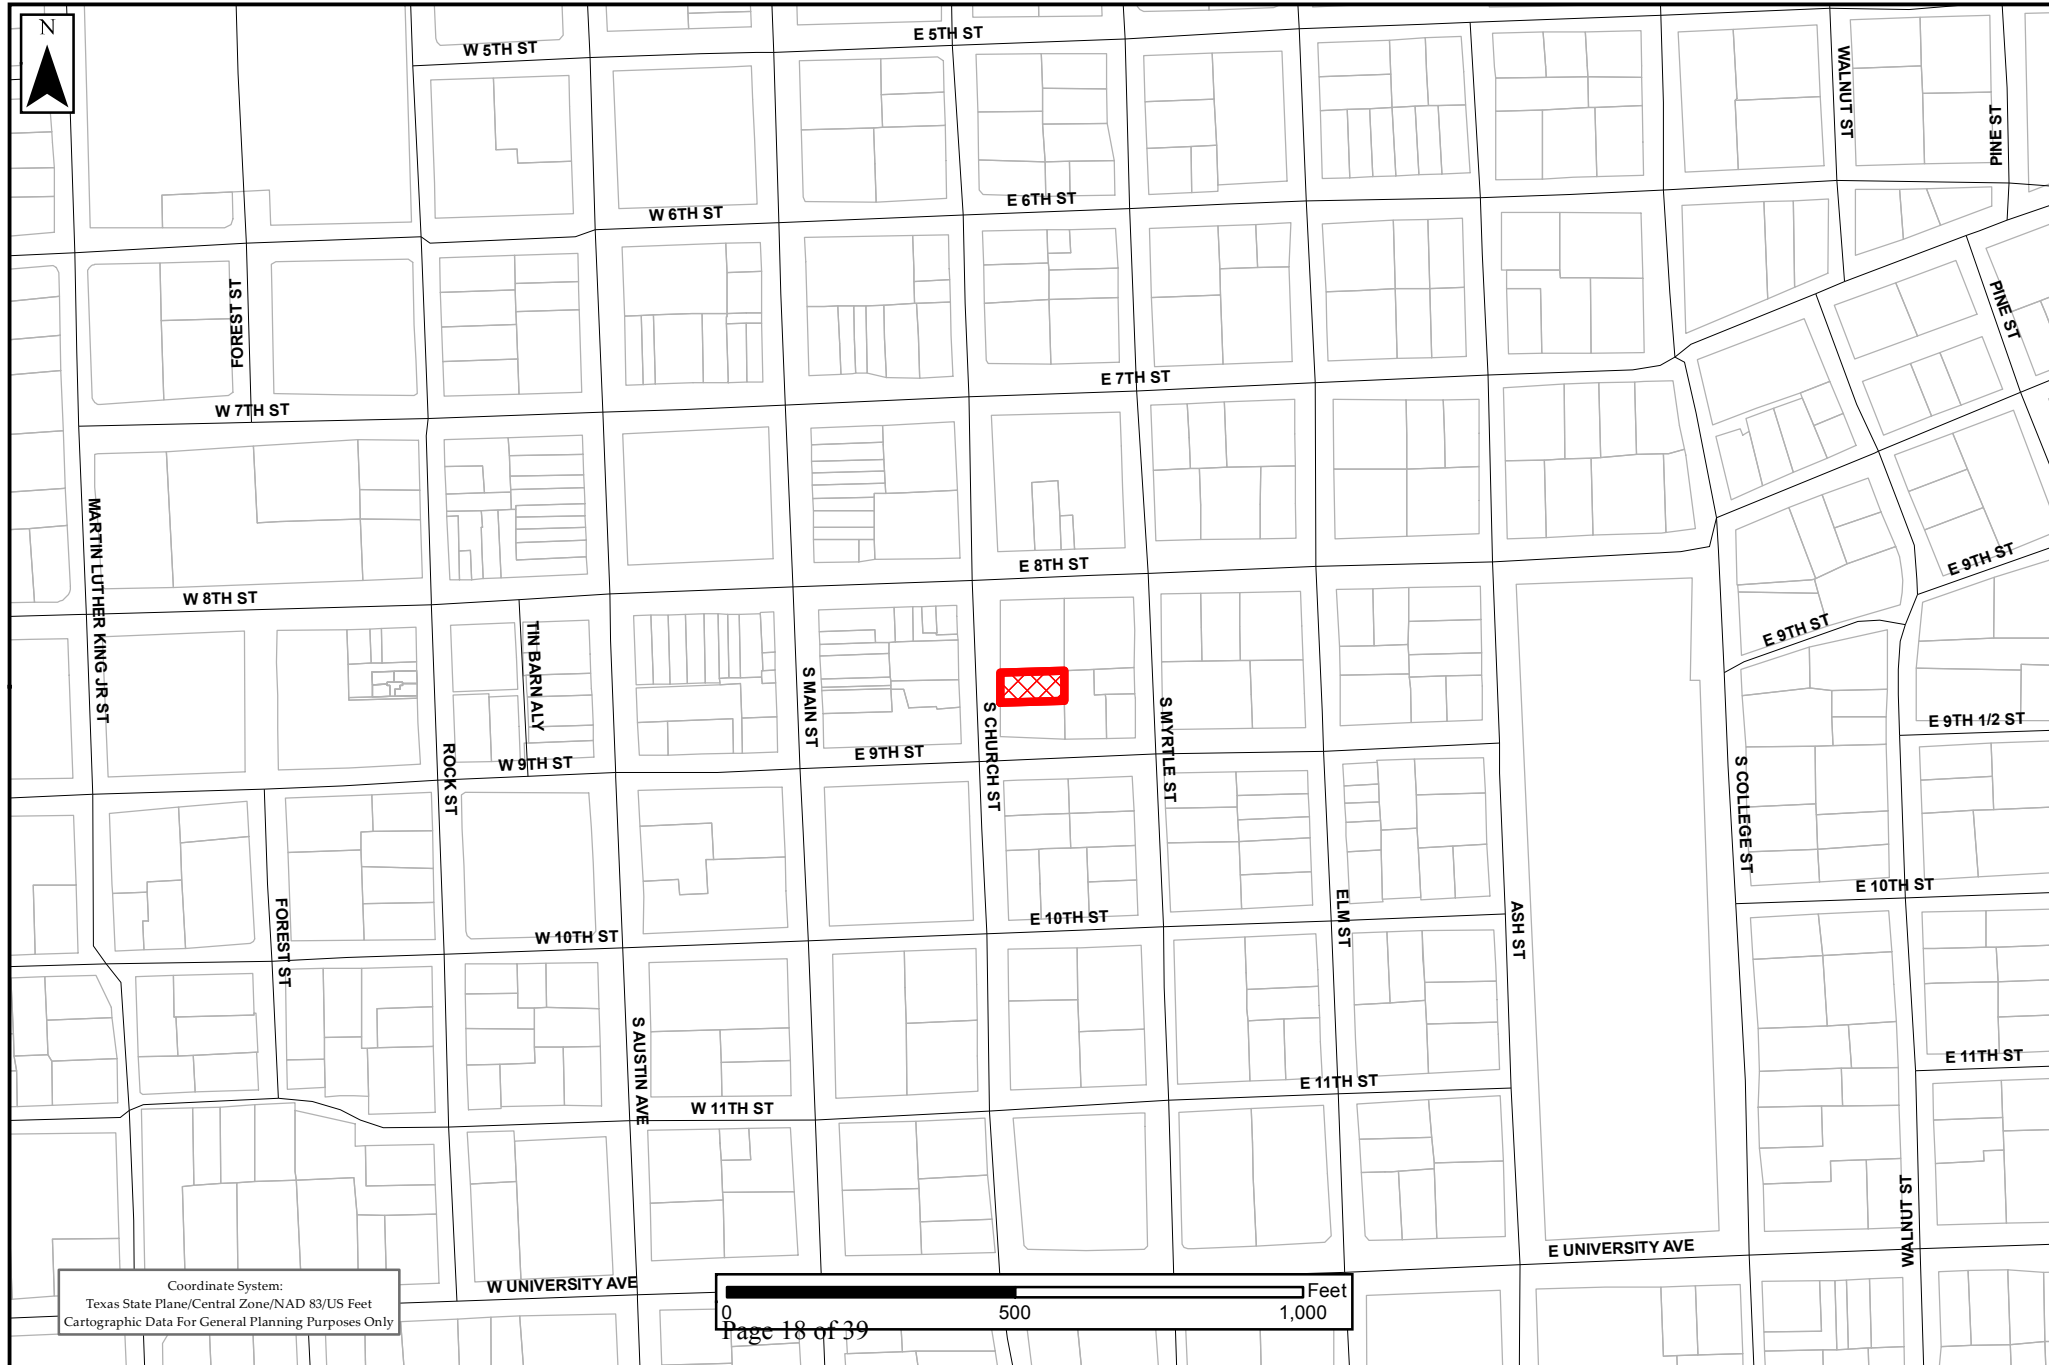 N
W 5TH ST
E 5TH ST
WALNUT ST
PINE ST
W 6TH ST
E 6TH ST
FOREST ST
PINE ST
W 7TH ST
E 7TH ST
MARTIN LUTHER KING JR ST
W 8TH ST
E 8TH ST
E 9TH ST
TIN BARN ALY
E 9TH ST
S MAIN ST
S CHURCH ST
S MYRTLE ST
E 9TH 1/2 ST
ROCK ST
W 9TH ST
E 9TH ST
S COLLEGE ST
E 10TH ST
FOREST ST
W 10TH ST
E 10TH ST
ELM ST
ASH ST
S AUSTIN AVE
E 11TH ST
W 11TH ST
E 11TH ST
WALNUT ST
E UNIVERSITY AVE
W UNIVERSITY AVE
Coordinate System:
Texas State Plane/Central Zone/NAD 83/US Feet
Cartographic Data For General Planning Purposes Only
Feet
0 500 1,000
Page 18 of 39